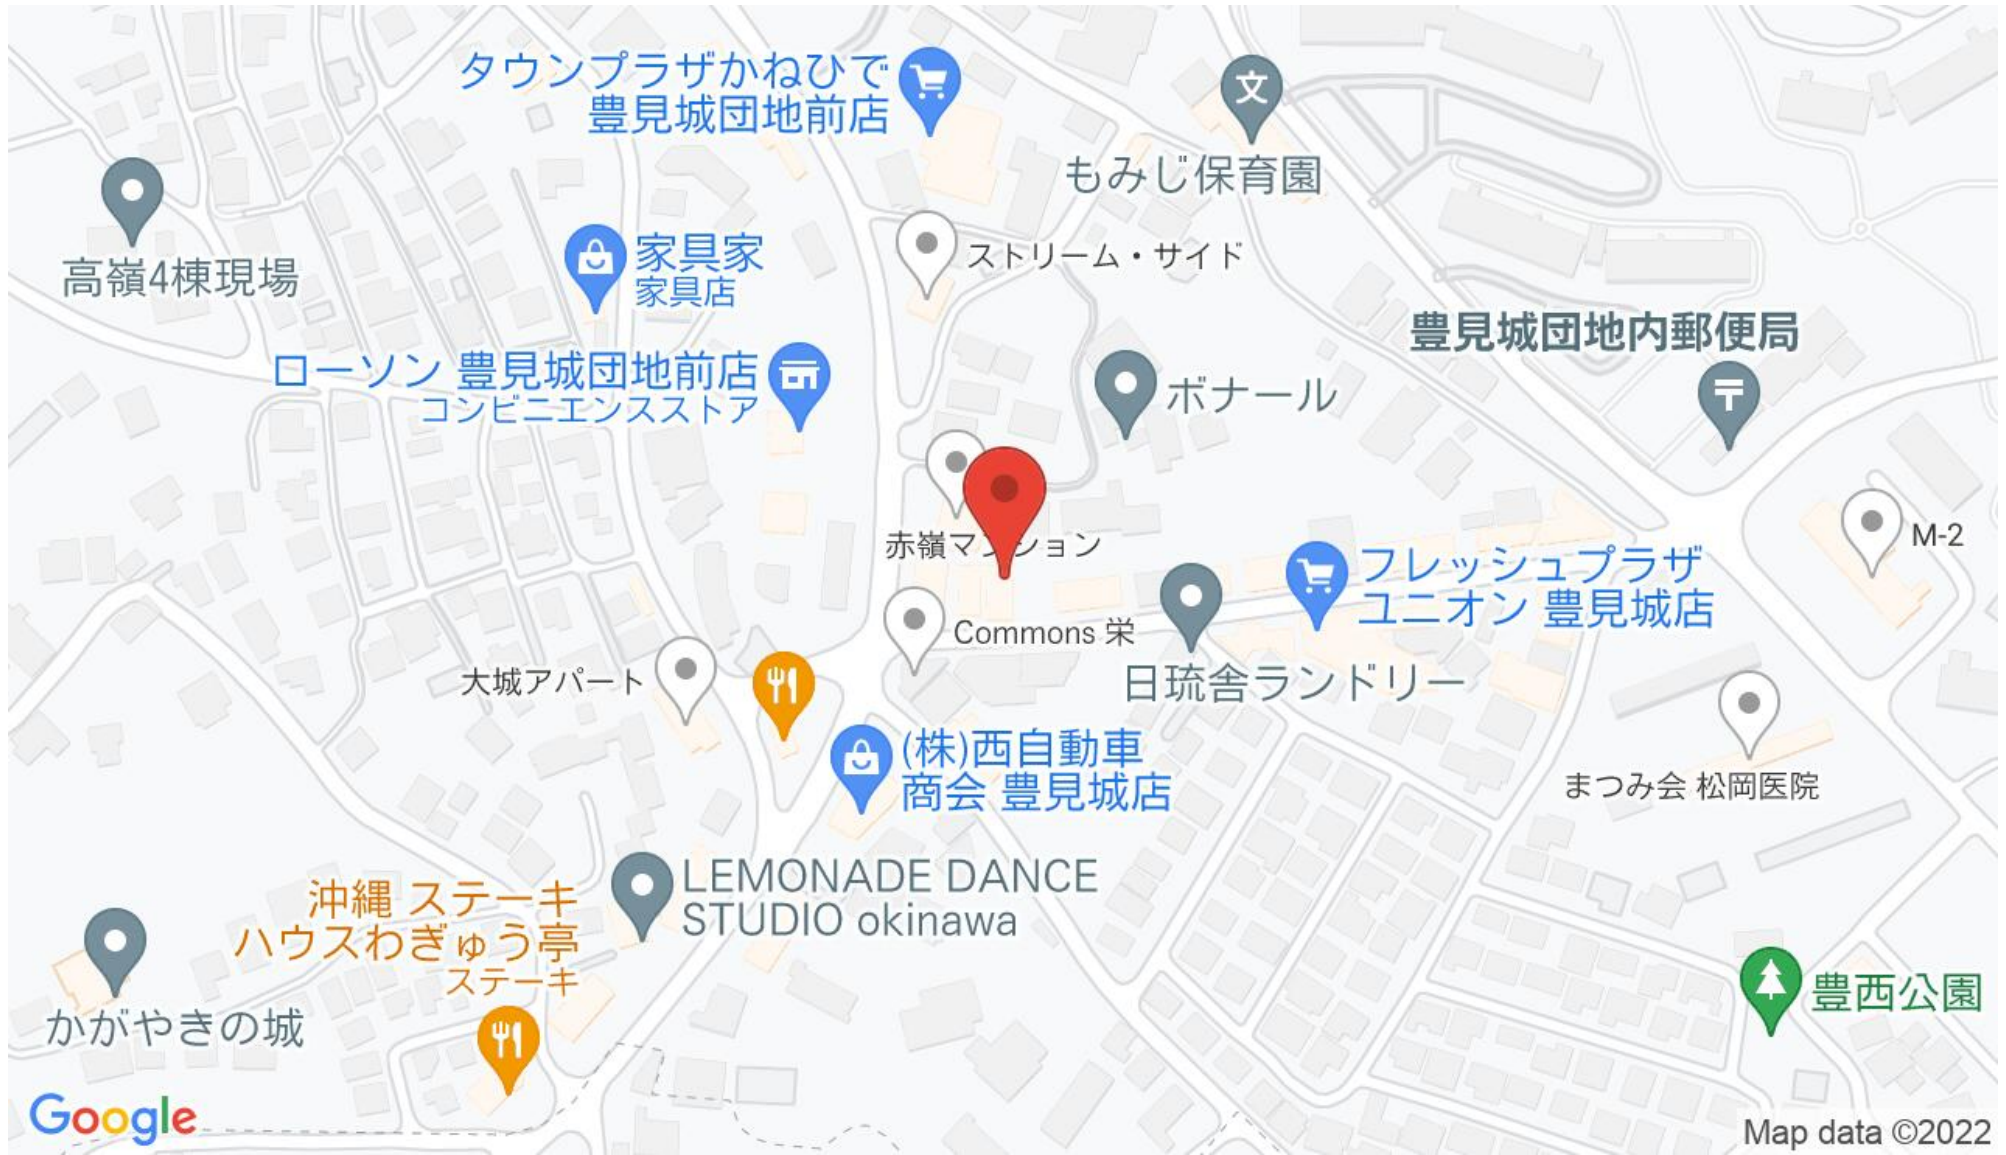 タウンプラザかねひで
豊見城団地前店
文
もみじ保育園
高嶺4棟現場
家具家
家具店
ストリーム・サイド
豊見城団地内郵便局
〒
ローソン 豊見城団地前店
コンビニエンスストア
ボナール
M-2
赤嶺マンション
フレッシュプラザ
ユニオン 豊見城店
Commons 栄
大城アパート
日琉舎ランドリー
(株)西自動車
商会 豊見城店
まつみ会 松岡医院
LEMONADE DANCE
STUDIO okinawa
沖縄 ステーキ
ハウスわぎゅう亭
ステーキ
かがやきの城
豊西公園
Google
Map data ©2022